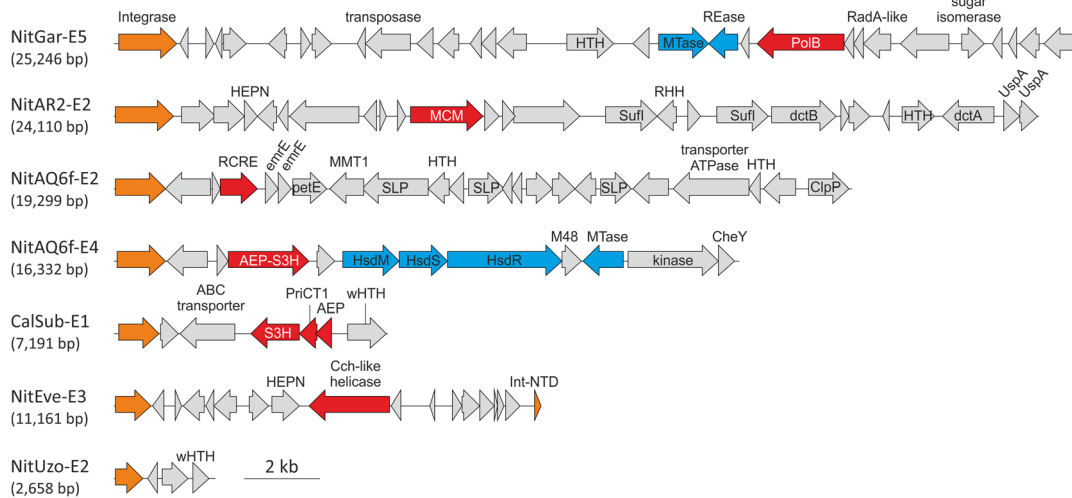 sugar
Integrase transposase REase RadA-like isomerase
NitGar-E5 HTH MTase PolB
(25,246 bp)
HEPN RHH UspA UspA
NitAR2-E2 MCM SufI SufI dctB HTH dctA
(24,110 bp)
transporter
RCRE emrE emrE MMT1 HTH ATPase HTH
NitAQ6f-E2 petE SLP SLP SLP ClpP
(19,299 bp)
M48 MTase CheY
NitAQ6f-E4 AEP-S3H HsdM HsdS HsdR kinase
(16,332 bp)
ABC PriCT1 wHTH
transporter AEP
CalSub-E1 S3H
(7,191 bp)
Cch-like
HEPN helicase Int-NTD
NitEve-E3
(11,161 bp)
wHTH
NitUzo-E2 2 kb
(2,658 bp)